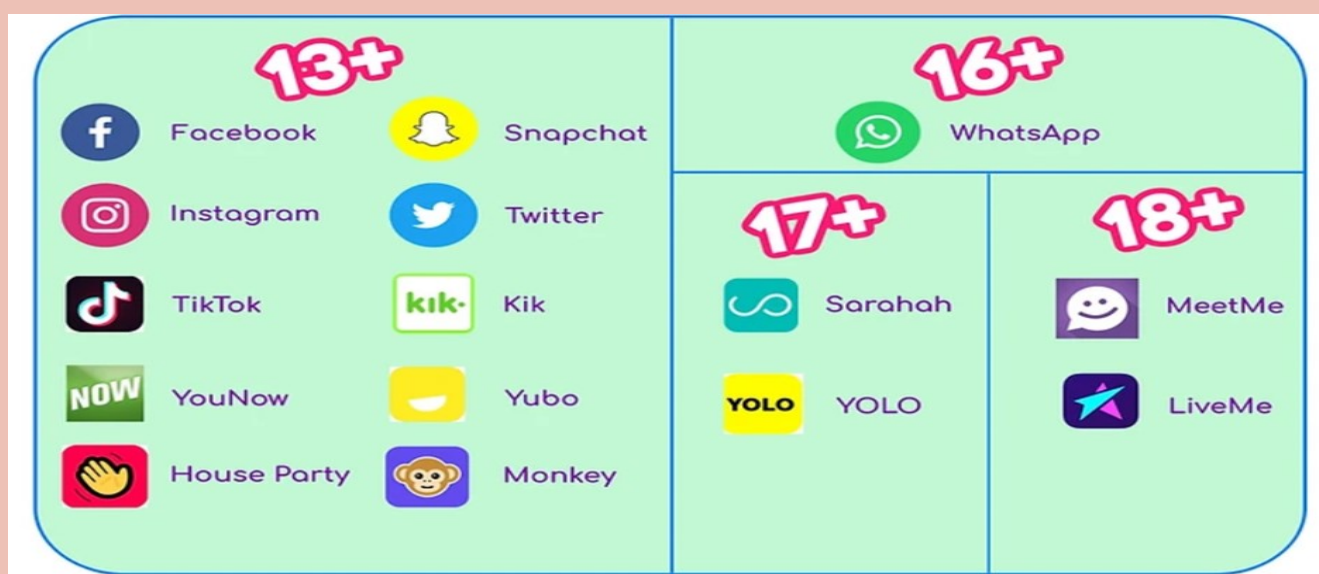 13+
Facebook
Snapchat
Instagram
Twitter
TikTok
kik.
Kik
NOW
YouNow
Yubo
House Party
Monkey
16+
WhatsApp
17+
Sarahah
YOLO
YOLO
18+
MeetMe
LiveMe